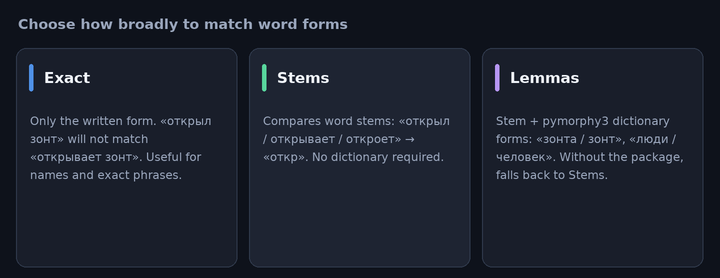 Choose how broadly to match word forms
Exact
Only the written form. «открыл
зонт» will not match
«открывает зонт». Useful for
names and exact phrases.
Stems
Compares word stems: «открыл
/ открывает / откроет» →
«откр». No dictionary required.
Lemmas
Stem + pymorphy3 dictionary
forms: «зонта / зонт», «люди /
человек». Without the package,
falls back to Stems.